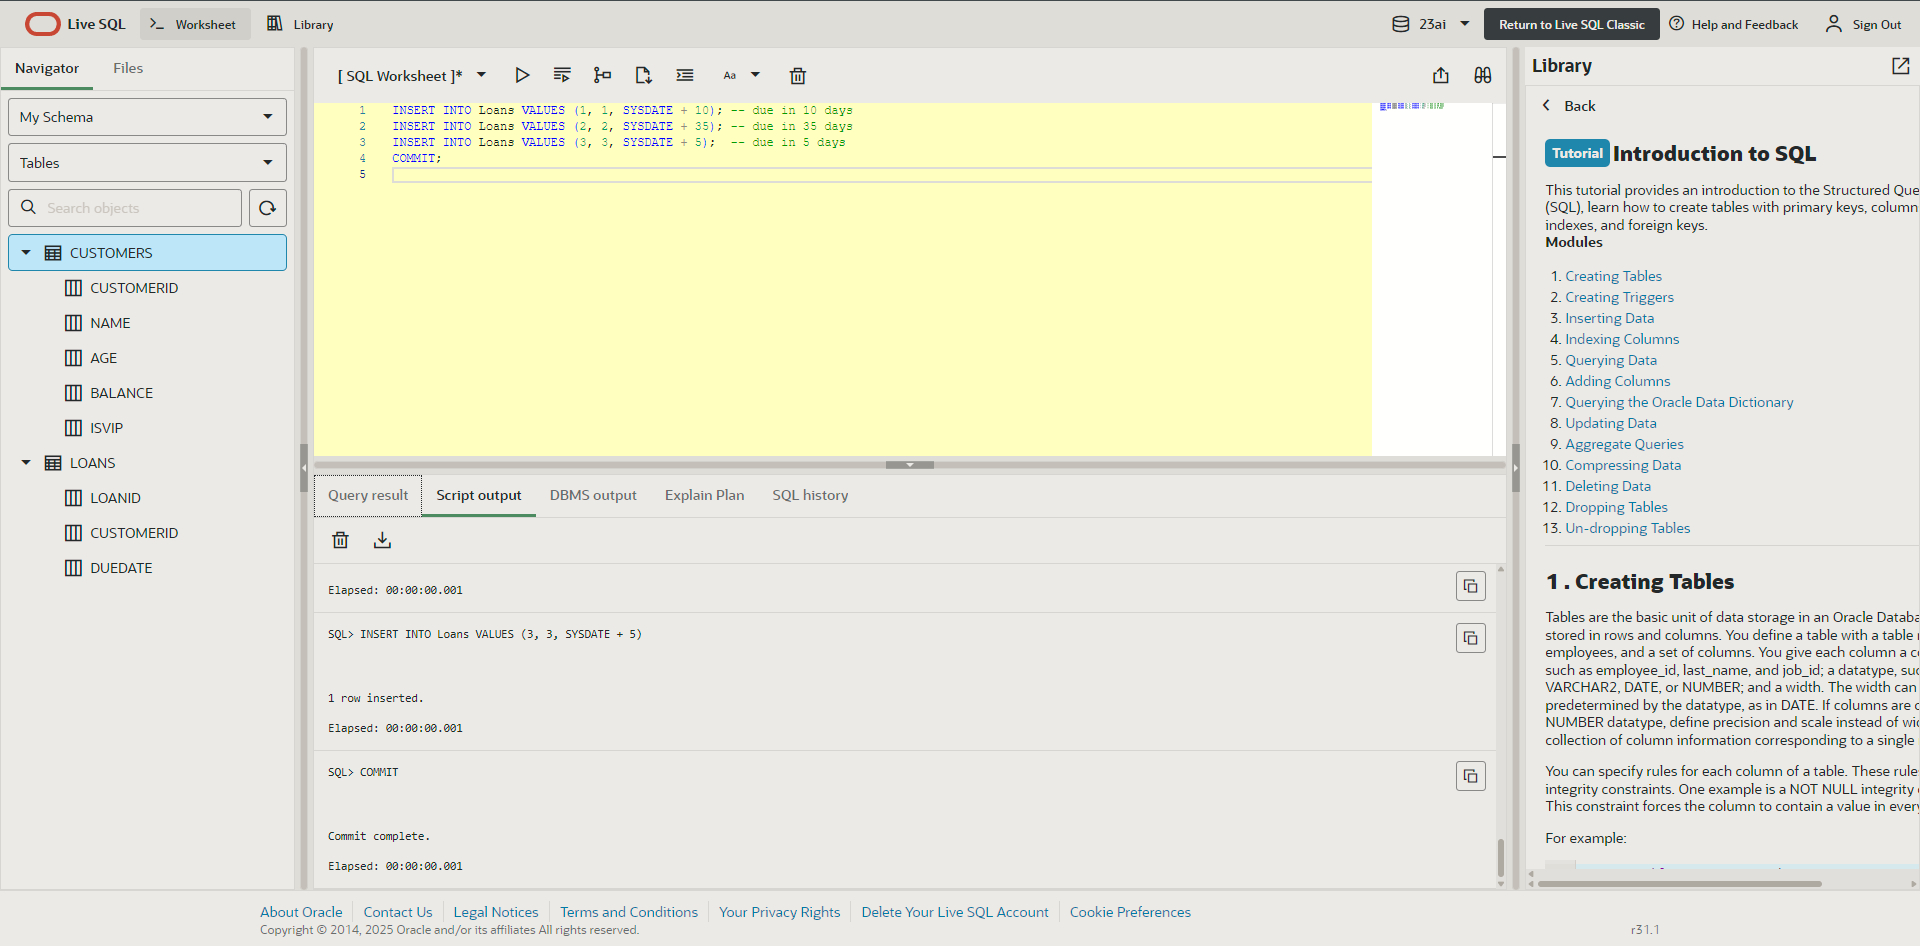 Live SQL
Worksheet
Library
23ai
Return to Live SQL Classic
Help and Feedback
Sign Out
Navigator
Files
My Schema
Tables
Search objects
CUSTOMERS
CUSTOMERID
NAME
AGE
BALANCE
ISVIP
LOANS
LOANID
CUSTOMERID
DUEDATE
[ SQL Worksheet ]*
Aa
1 INSERT INTO Loans VALUES (1, 1, SYSDATE + 10); -- due in 10 days
2 INSERT INTO Loans VALUES (2, 2, SYSDATE + 35); -- due in 35 days
3 INSERT INTO Loans VALUES (3, 3, SYSDATE + 5);  -- due in 5 days
4 COMMIT;
5
Query result
Script output
DBMS output
Explain Plan
SQL history
Elapsed: 00:00:00.001
SQL> INSERT INTO Loans VALUES (3, 3, SYSDATE + 5)
1 row inserted.
Elapsed: 00:00:00.001
SQL> COMMIT
Commit complete.
Elapsed: 00:00:00.001
Library
Back
Tutorial Introduction to SQL
This tutorial provides an introduction to the Structured Que
(SQL), learn how to create tables with primary keys, column
indexes, and foreign keys.
Modules
1. Creating Tables
2. Creating Triggers
3. Inserting Data
4. Indexing Columns
5. Querying Data
6. Adding Columns
7. Querying the Oracle Data Dictionary
8. Updating Data
9. Aggregate Queries
10. Compressing Data
11. Deleting Data
12. Dropping Tables
13. Un-dropping Tables
1 . Creating Tables
Tables are the basic unit of data storage in an Oracle Databa
stored in rows and columns. You define a table with a table
employees, and a set of columns. You give each column a c
such as employee_id, last_name, and job_id; a datatype, suc
VARCHAR2, DATE, or NUMBER; and a width. The width can
predetermined by the datatype, as in DATE. If columns are
NUMBER datatype, define precision and scale instead of wi
collection of column information corresponding to a single
You can specify rules for each column of a table. These rule
integrity constraints. One example is a NOT NULL integrity
This constraint forces the column to contain a value in ever
For example:
About Oracle
Contact Us
Legal Notices
Terms and Conditions
Your Privacy Rights
Delete Your Live SQL Account
Cookie Preferences
Copyright © 2014, 2025 Oracle and/or its affiliates All rights reserved.
r31.1